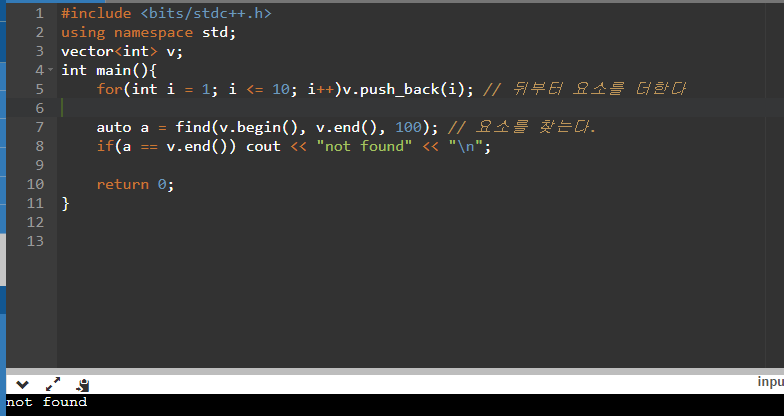 1 #include <bits/stdc++.h>
2 using namespace std;
3 vector<int> v;
4 int main(){
5 for(int i = 1; i <= 10; i++)v.push_back(i); // 뒤부터 요소를 더한다
6
7 auto a = find(v.begin(), v.end(), 100); // 요소를 찾는다.
8 if(a == v.end()) cout << "not found" << "\n";
9
10 return 0;
11 }
12
13
inpu
not found